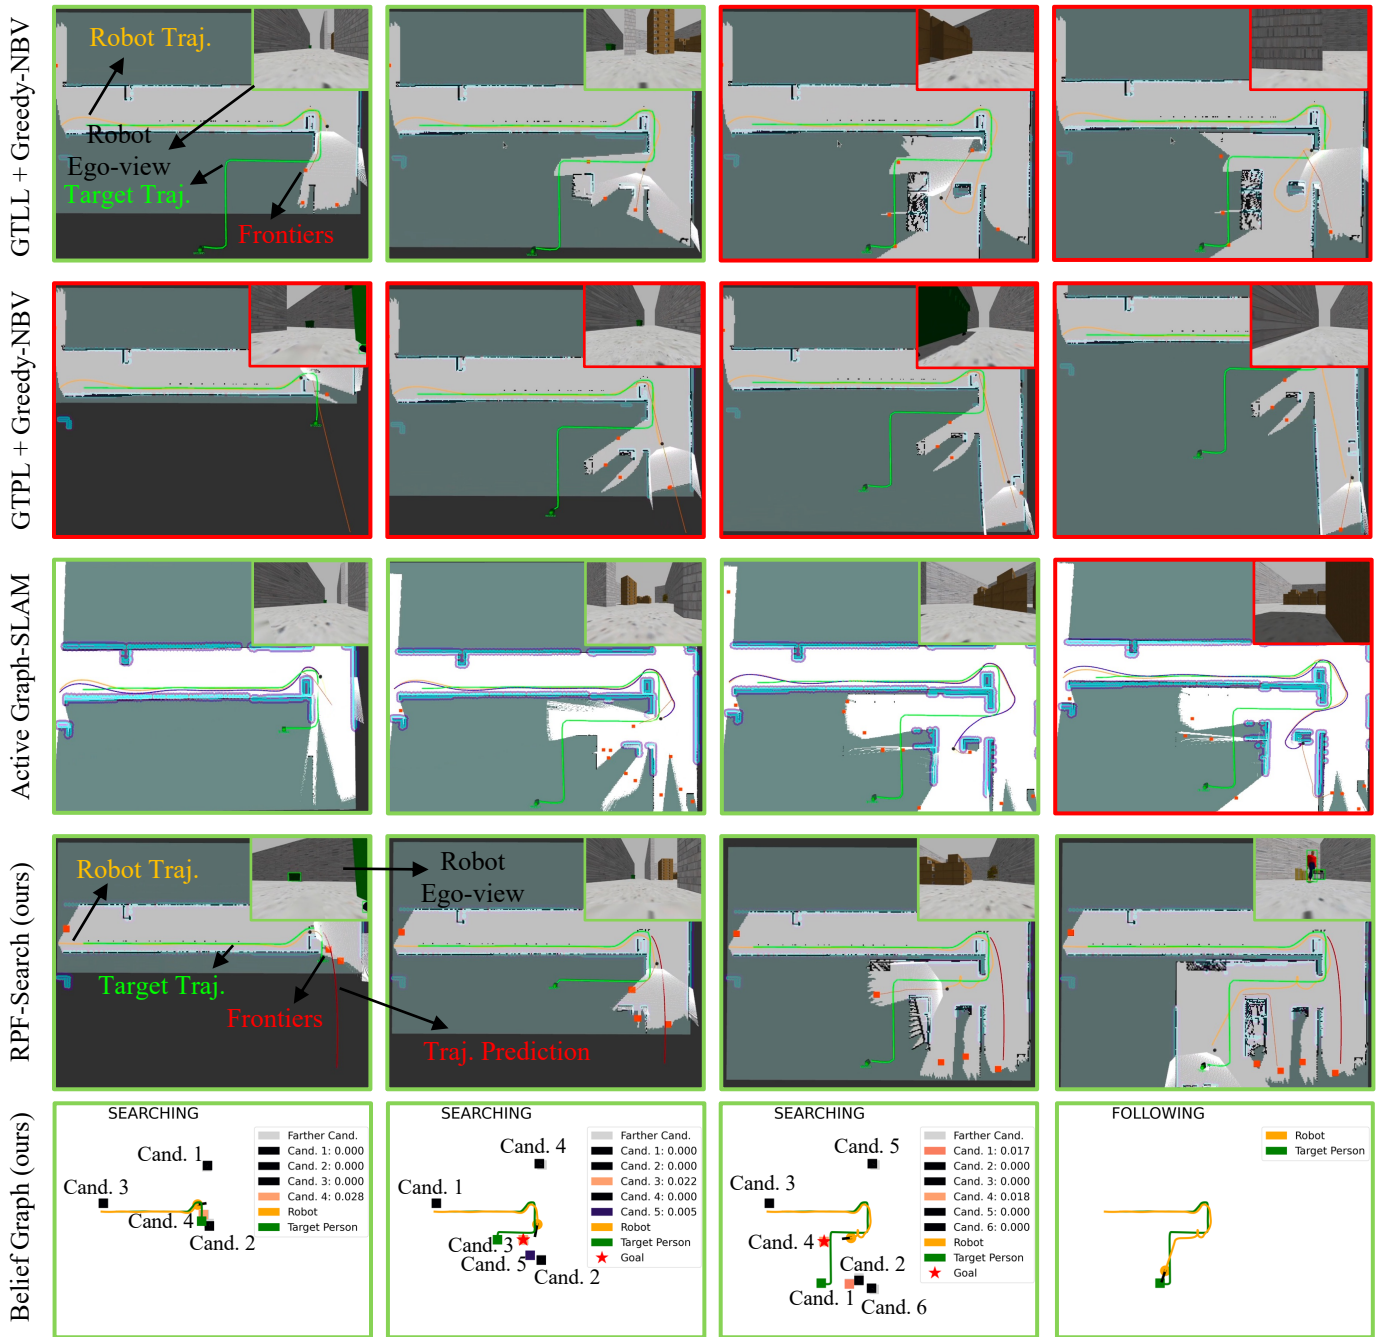 GTLL + Greedy-NBV
Robot Traj.
Robot
Ego-view
Target Traj.
Frontiers
GTPL + Greedy-NBV
Active Graph-SLAM
RPF-Search (ours)
Robot Traj.
Target Traj.
Frontiers
Robot
Ego-view
Traj. Prediction
Belief Graph (ours)
SEARCHING
Cand. 1
Cand. 3
Cand. 4
Cand. 2
Farther Cand.
Cand. 1: 0.000
Cand. 2: 0.000
Cand. 3: 0.000
Cand. 4: 0.028
Robot
Target Person
SEARCHING
Cand. 4
Cand. 1
Cand. 3
Cand. 5
Cand. 2
Farther Cand.
Cand. 1: 0.000
Cand. 2: 0.000
Cand. 3: 0.022
Cand. 4: 0.000
Cand. 5: 0.005
Robot
Target Person
Goal
SEARCHING
Cand. 5
Cand. 3
Cand. 4
Cand. 2
Cand. 1
Cand. 6
Farther Cand.
Cand. 1: 0.017
Cand. 2: 0.000
Cand. 3: 0.000
Cand. 4: 0.018
Cand. 5: 0.000
Cand. 6: 0.000
Robot
Target Person
Goal
FOLLOWING
Robot
Target Person